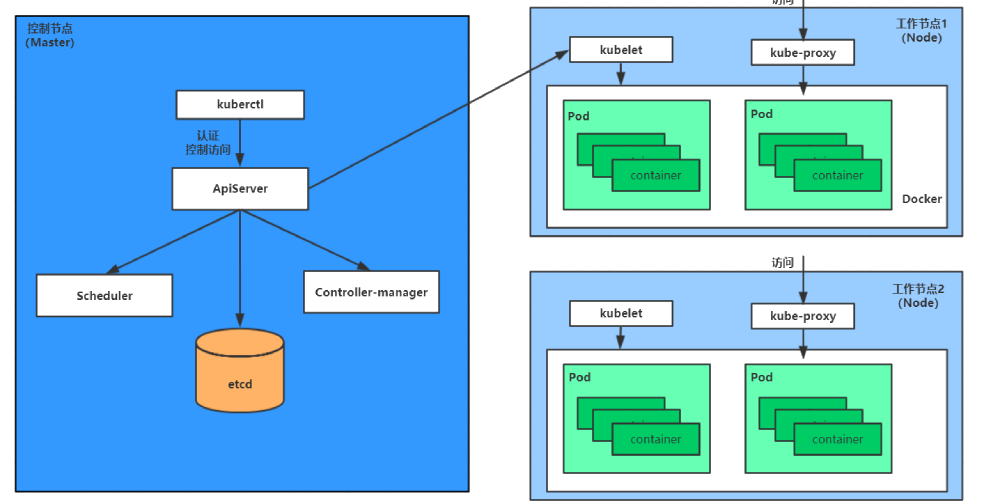 控制节点
(Master)
kuberctl
认证
控制访问
ApiServer
Scheduler
Controller-manager
etcd
访问
工作节点1
(Node)
kubelet
kube-proxy
Pod
container
Pod
container
Docker
访问
工作节点2
(Node)
kubelet
kube-proxy
Pod
container
Pod
container